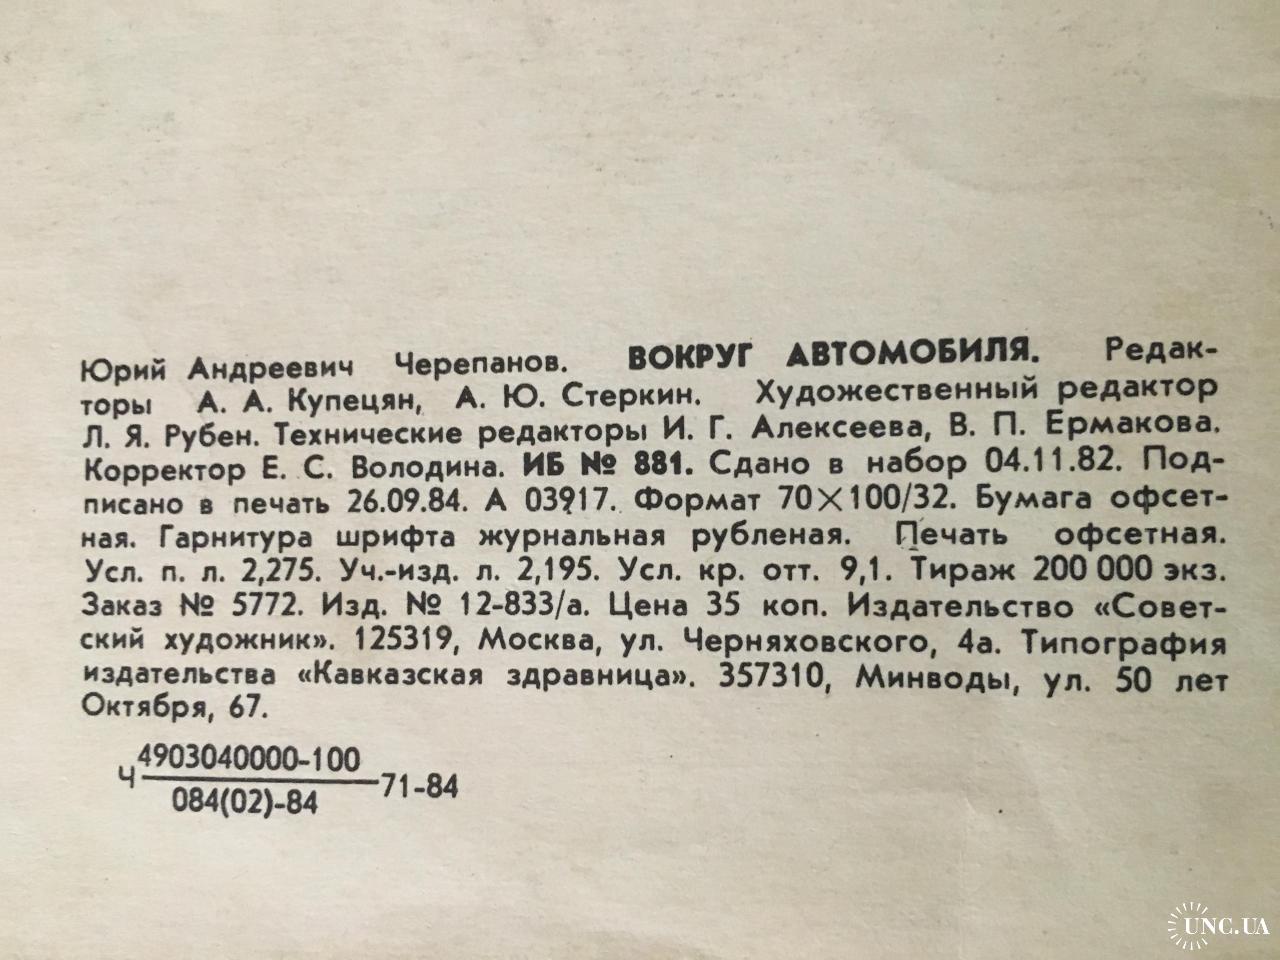 Юрий Андреевич Черепанов. ВОКРУГ АВТОМОБИЛЯ. Редак-
торы А. А. Купецян, А. Ю. Стеркин. Художественный редактор
Л. Я. Рубен. Технические редакторы И. Г. Алексеева, В. П. Ермакова.
Корректор Е. С. Володина. ИБ № 881. Сдано в набор 04.11.82. Под-
писано в печать 26.09.84. А Формат 70×100/32. Бумага офсет-
ная. Гарнитура шрифта журнальная рубленая. Печать офсетная.
Усл. п. л. 2,275. Уч.-изд. л. 2,195. Усл. кр. отт. 9,1. Тираж 200 000 экз.
Заказ № 5772. Изд. № 12-833/а. Цена 35 коп. Издательство «Совет-
ский художник». 125319, Москва, ул. Черняховского, 4а. Типография
издательства «Кавказская здравница». 357310, Минводы, ул. 50 лет
Октября, 67.
4903040000-100
Ч 71-84
084(02)-84
UNC.UA